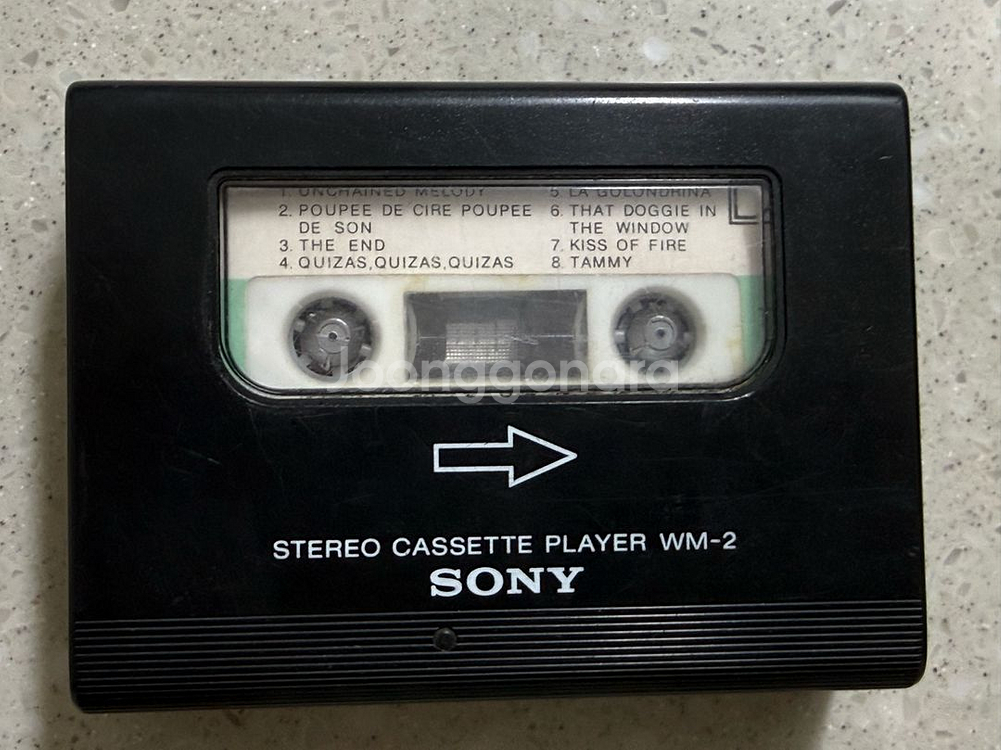 1. UNCHAINED MELODY
2. POUPEE DE CIRE POUPEE
DE SON
3. THE END
4. QUIZAS,QUIZAS,QUIZAS
5. LA GOLONDRINA
6. THAT DOGGIE IN
THE WINDOW
7. KISS OF FIRE
8. TAMMY
Joonggonara
STEREO CASSETTE PLAYER WM-2
SONY